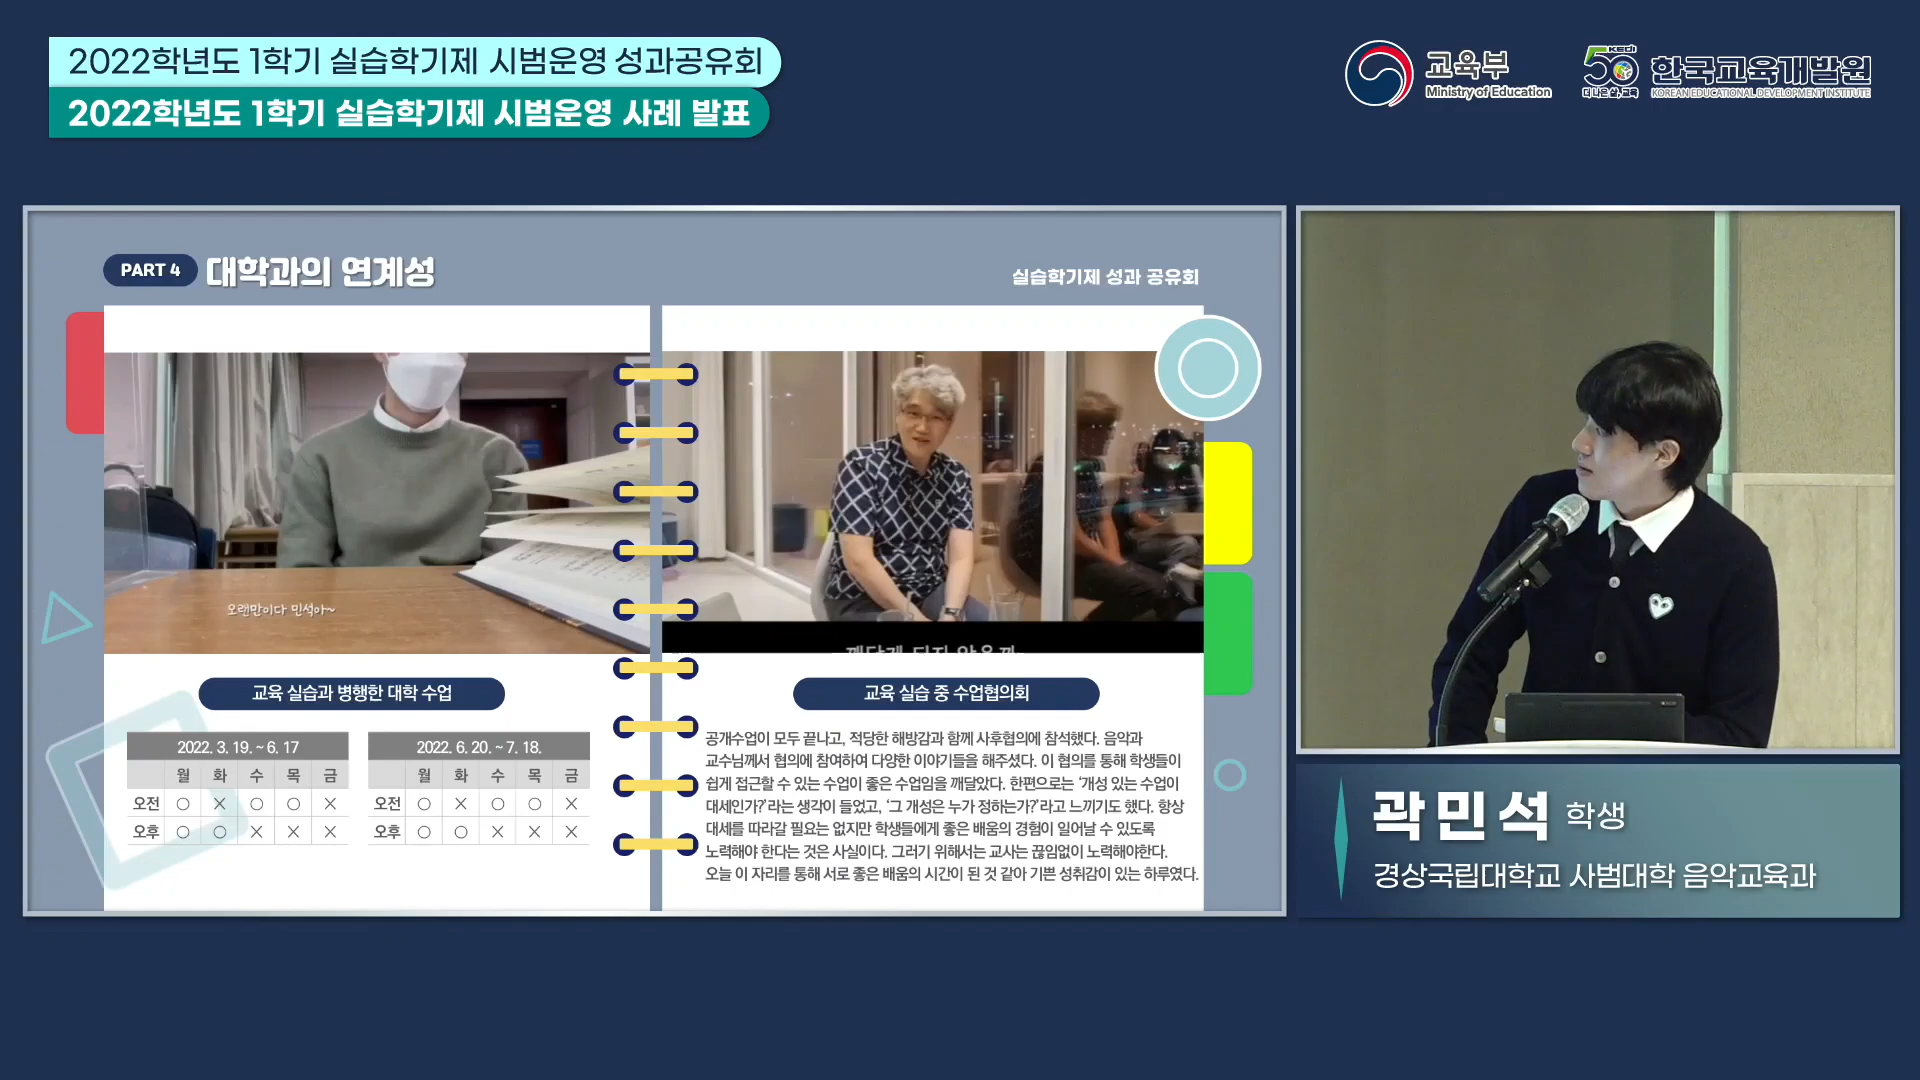 2022학년도 1학기 실습학기제 시범운영 성과공유회
2022학년도 1학기 실습학기제 시범운영 사례 발표
교육부
Ministry of Education
KEDI
50
더 나은 삶, 교육
한국교육개발원
KOREAN EDUCATIONAL DEVELOPMENT INSTITUTE
PART 4 대학과의 연계성
실습학기제 성과 공유회
오랜만이다 민석아~
교육 실습과 병행한 대학 수업
2022. 3. 19. ~ 6. 17
월 화 수 목 금
오전 ○ × ○ ○ ×
오후 ○ ○ × × ×
2022. 6. 20. ~ 7. 18.
월 화 수 목 금
오전 ○ × ○ ○ ×
오후 ○ ○ × × ×
교육 실습 중 수업협의회
공개수업이 모두 끝나고, 적당한 해방감과 함께 사후협의에 참석했다. 음악과
교수님께서 협의에 참여하여 다양한 이야기들을 해주셨다. 이 협의를 통해 학생들이
쉽게 접근할 수 있는 수업이 좋은 수업임을 깨달았다. 한편으로는 ‘개성 있는 수업이
대세인가?’라는 생각이 들었고, ‘그 개성은 누가 정하는가?’라고 느끼기도 했다. 항상
대세를 따라갈 필요는 없지만 학생들에게 좋은 배움의 경험이 일어날 수 있도록
노력해야 한다는 것은 사실이다. 그러기 위해서는 교사는 끊임없이 노력해야한다.
오늘 이 자리를 통해 서로 좋은 배움의 시간이 된 것 같아 기쁜 성취감이 있는 하루였다.
곽민석 학생
경상국립대학교 사범대학 음악교육과